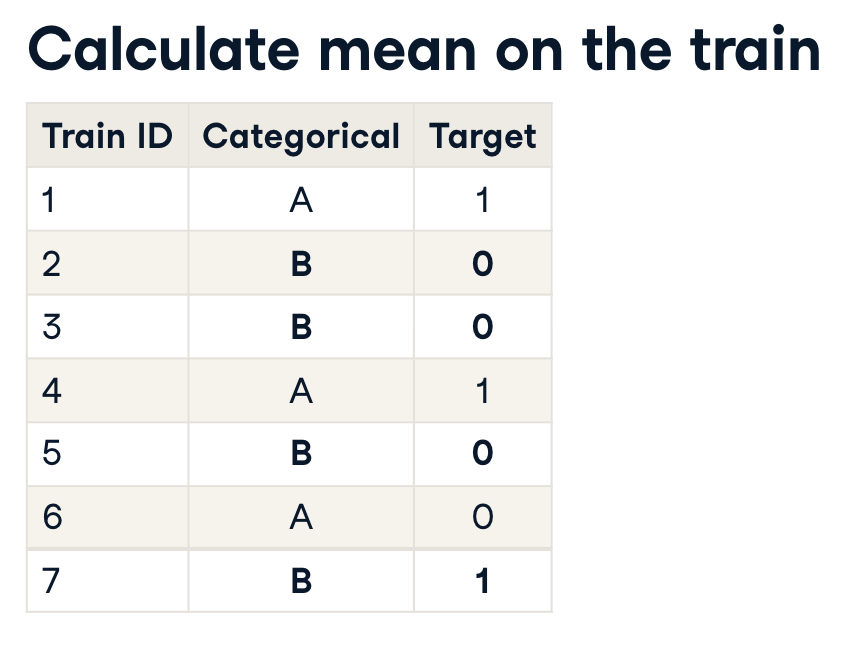 Calculate mean on the train
Train ID Categorical Target
1 A 1
2 B 0
3 B 0
4 A 1
5 B 0
6 A 0
7 B 1